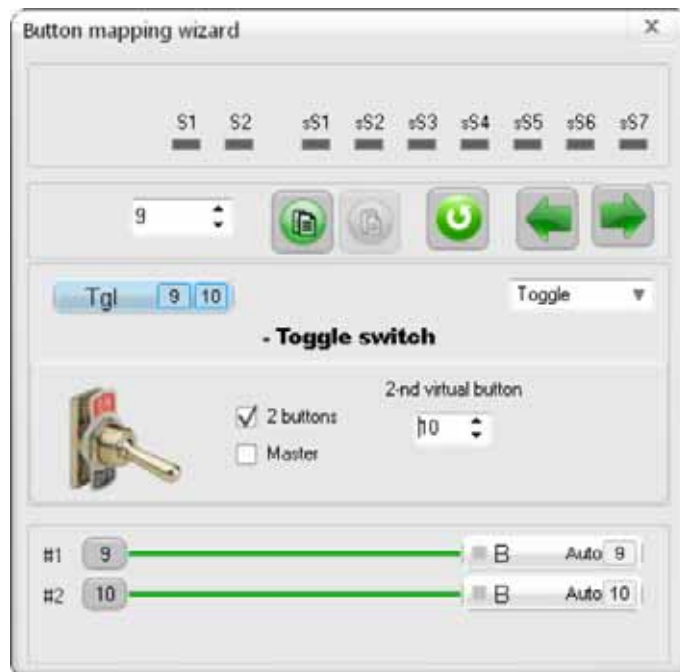 Button mapping wizard X
S1 S2 sS1 sS2 sS3 sS4 sS5 sS6 sS7
9
Tgl 9 10 Toggle
- Toggle switch
2-nd virtual button
2 buttons 10
Master
#1 9 B Auto 9
#2 10 B Auto 10